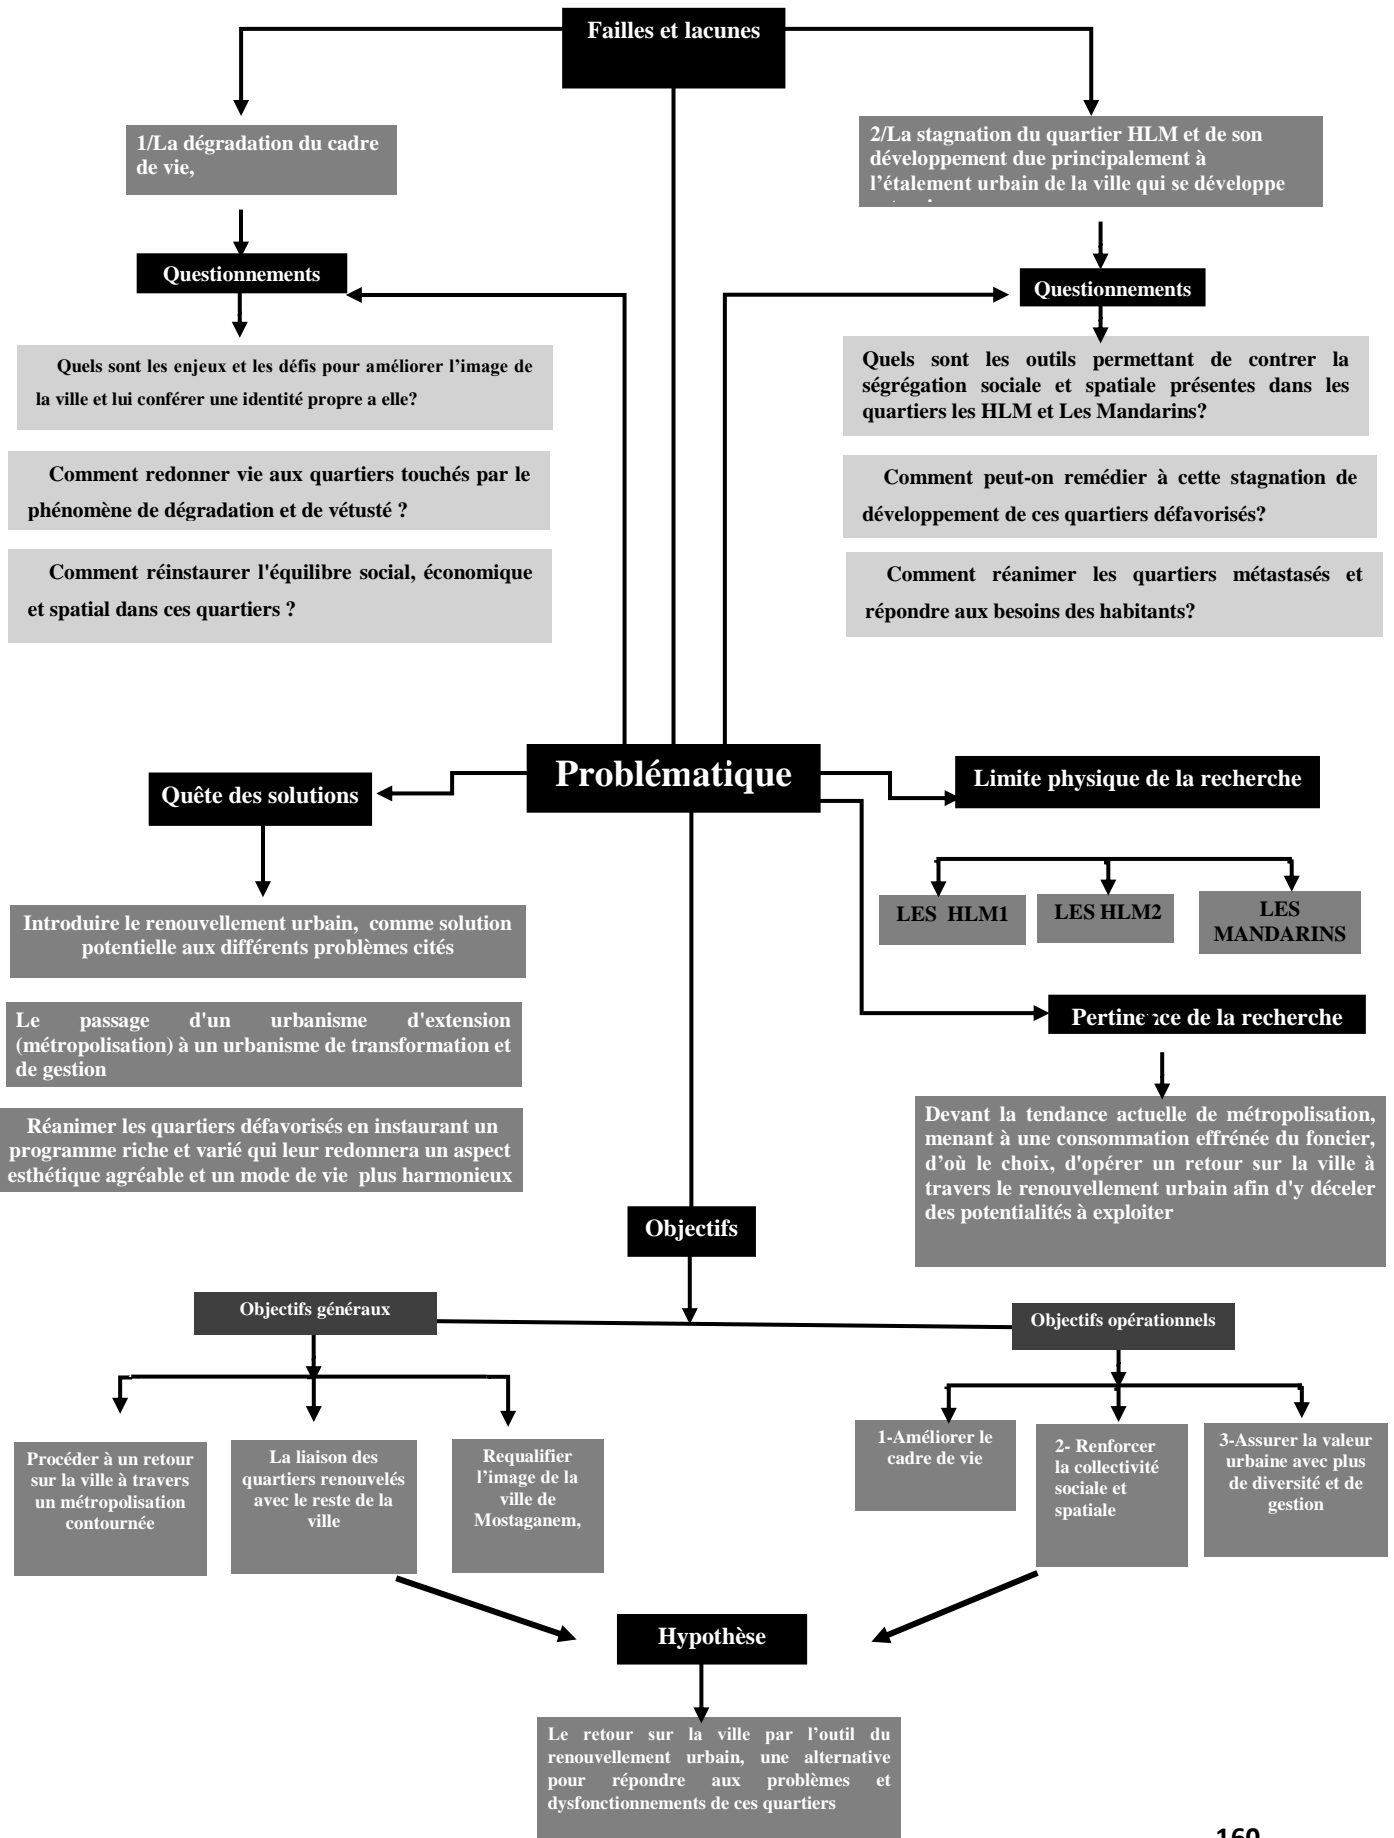 Failles et lacunes
1/La dégradation du cadre
de vie,
2/La stagnation du quartier HLM et de son
développement due principalement à
l’étalement urbain de la ville qui se développe
Questionnements
Questionnements
Quels sont les enjeux et les défis pour améliorer l’image de
la ville et lui conférer une identité propre a elle?
Comment redonner vie aux quartiers touchés par le
phénomène de dégradation et de vétusté ?
Comment réinstaurer l'équilibre social, économique
et spatial dans ces quartiers ?
Quels sont les outils permettant de contrer la
ségrégation sociale et spatiale présentes dans les
quartiers les HLM et Les Mandarins?
Comment peut-on remédier à cette stagnation de
développement de ces quartiers défavorisés?
Comment réanimer les quartiers métastasés et
répondre aux besoins des habitants?
Problématique
Quête des solutions
Introduire le renouvellement urbain, comme solution
potentielle aux différents problèmes cités
Le passage d'un urbanisme d'extension
(métropolisation) à un urbanisme de transformation et
de gestion
Réanimer les quartiers défavorisés en instaurant un
programme riche et varié qui leur redonnera un aspect
esthétique agréable et un mode de vie plus harmonieux
Limite physique de la recherche
LES HLM1
LES HLM2
LES
MANDARINS
Pertinence de la recherche
Devant la tendance actuelle de métropolisation,
menant à une consommation effrénée du foncier,
d’où le choix, d'opérer un retour sur la ville à
travers le renouvellement urbain afin d'y déceler
des potentialités à exploiter
Objectifs
Objectifs généraux
Objectifs opérationnels
Procéder à un retour
sur la ville à travers
un métropolisation
contournée
La liaison des
quartiers renouvelés
avec le reste de la
ville
Requalifier
l’image de la
ville de
Mostaganem,
1-Améliorer le
cadre de vie
2- Renforcer
la collectivité
sociale et
spatiale
3-Assurer la valeur
urbaine avec plus
de diversité et de
gestion
Hypothèse
Le retour sur la ville par l’outil du
renouvellement urbain, une alternative
pour répondre aux problèmes et
dysfonctionnements de ces quartiers
160